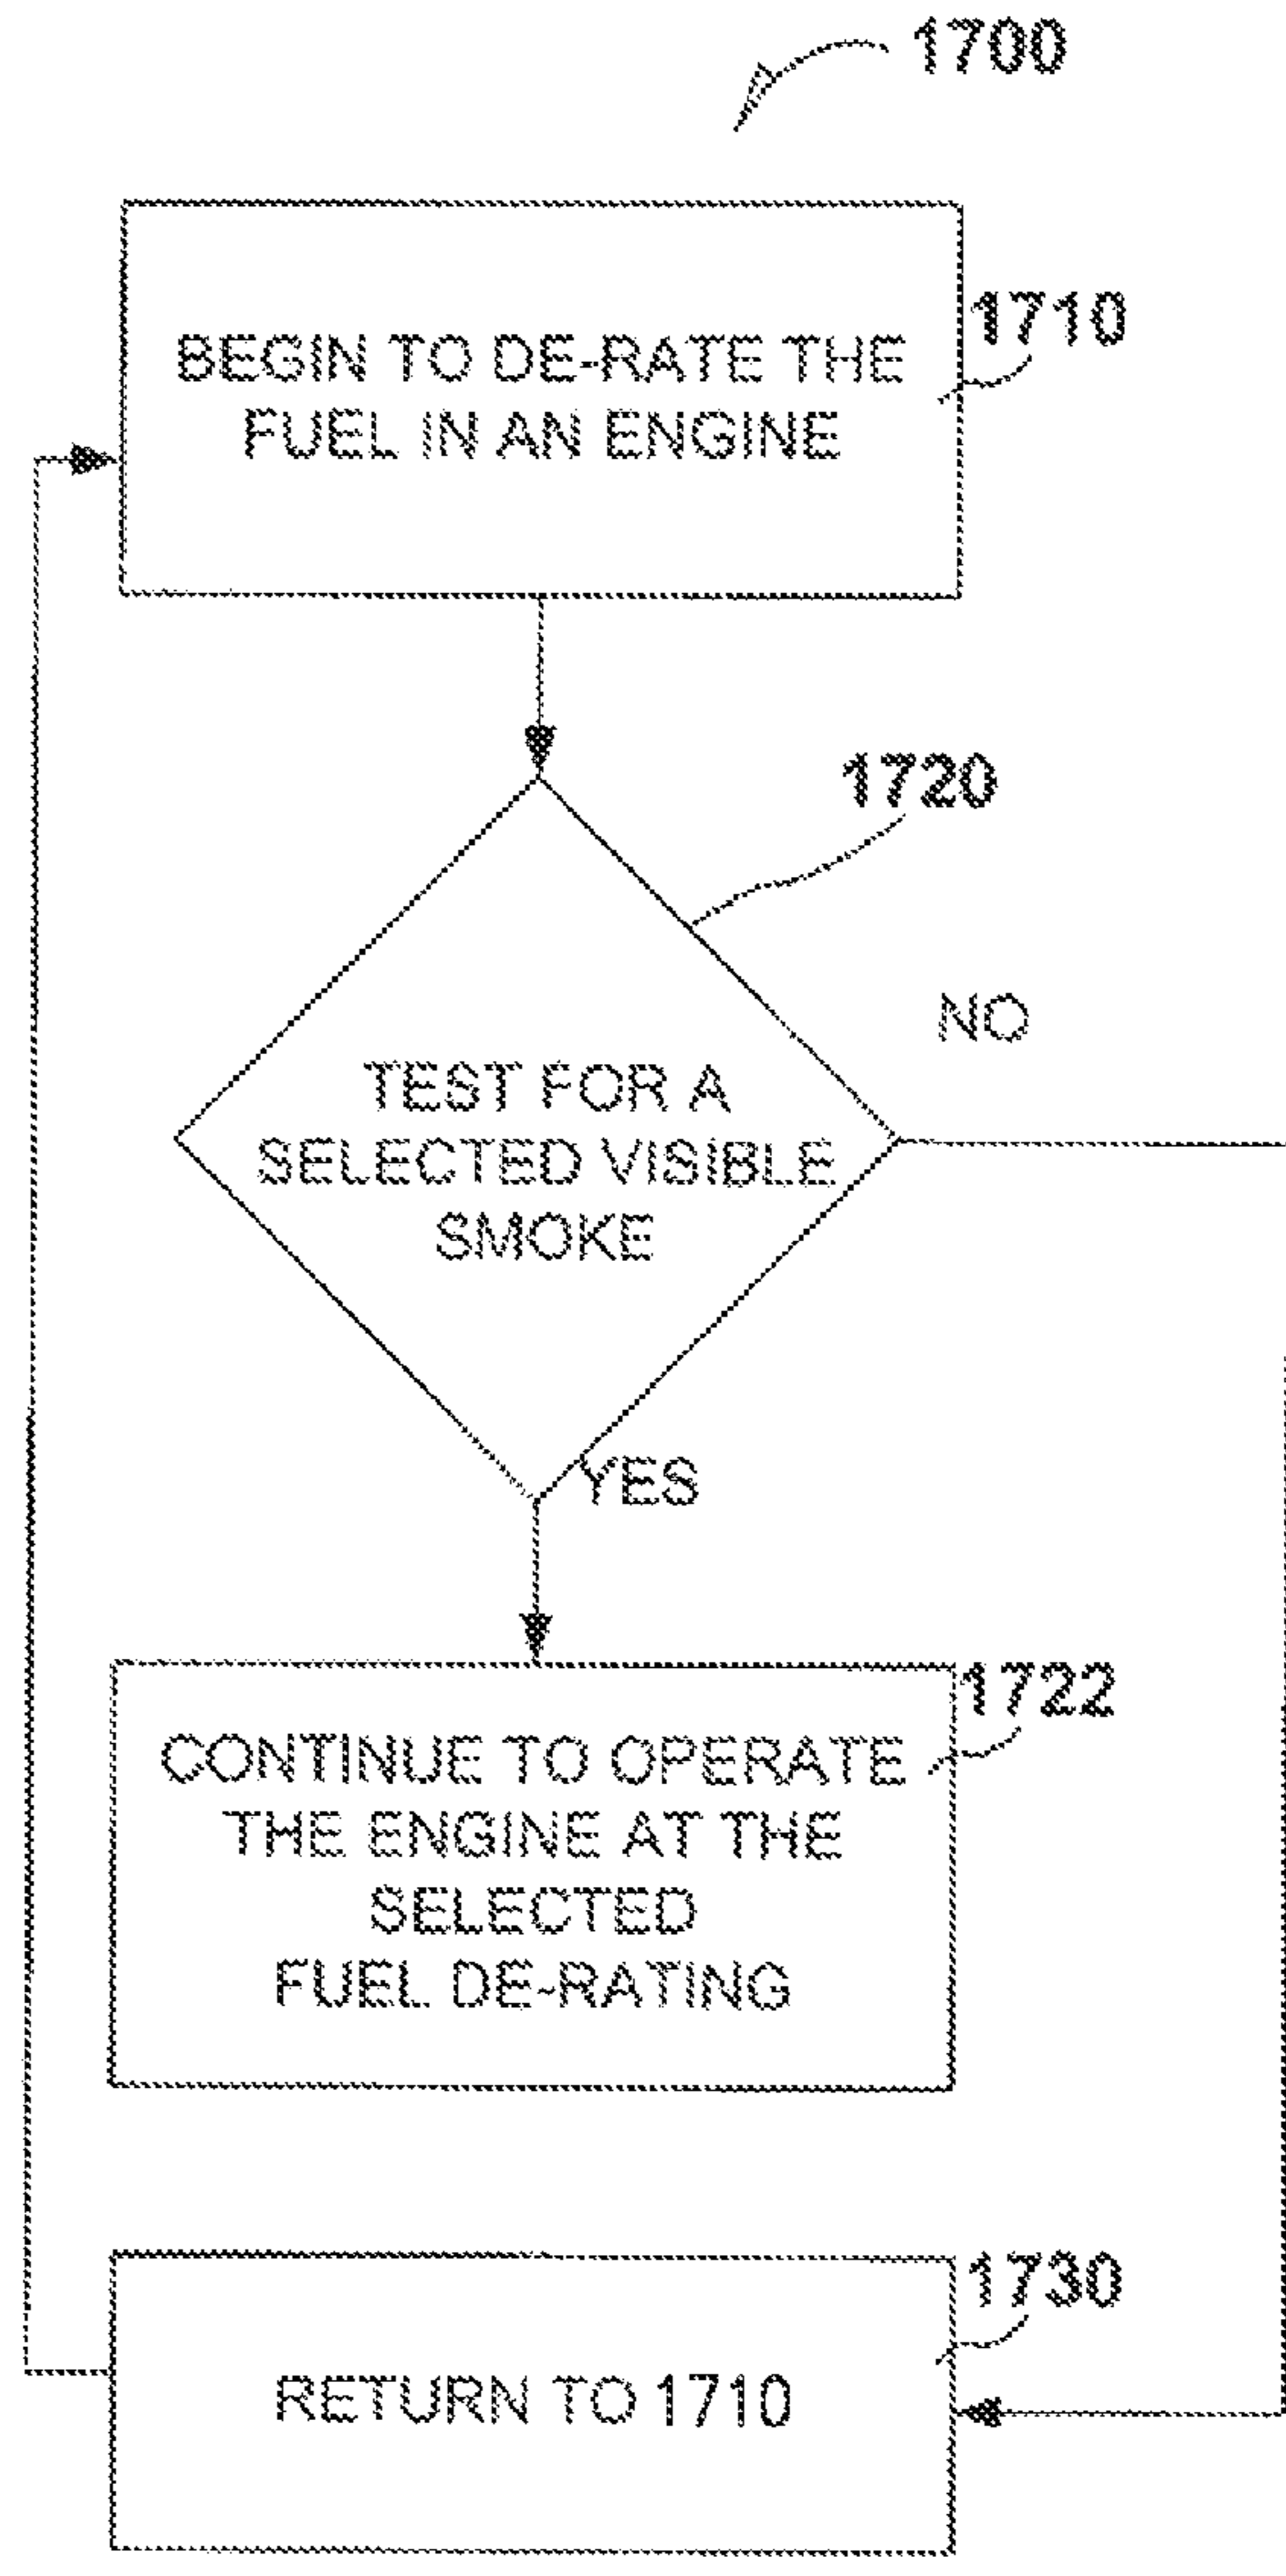 1700
BEGIN TO DE-RATE THE
FUEL IN AN ENGINE
1710
1720
NO
TEST FOR A
SELECTED VISIBLE
SMOKE
YES
1722
CONTINUE TO OPERATE
THE ENGINE AT THE
SELECTED
FUEL DE-RATING
1730
RETURN TO 1710